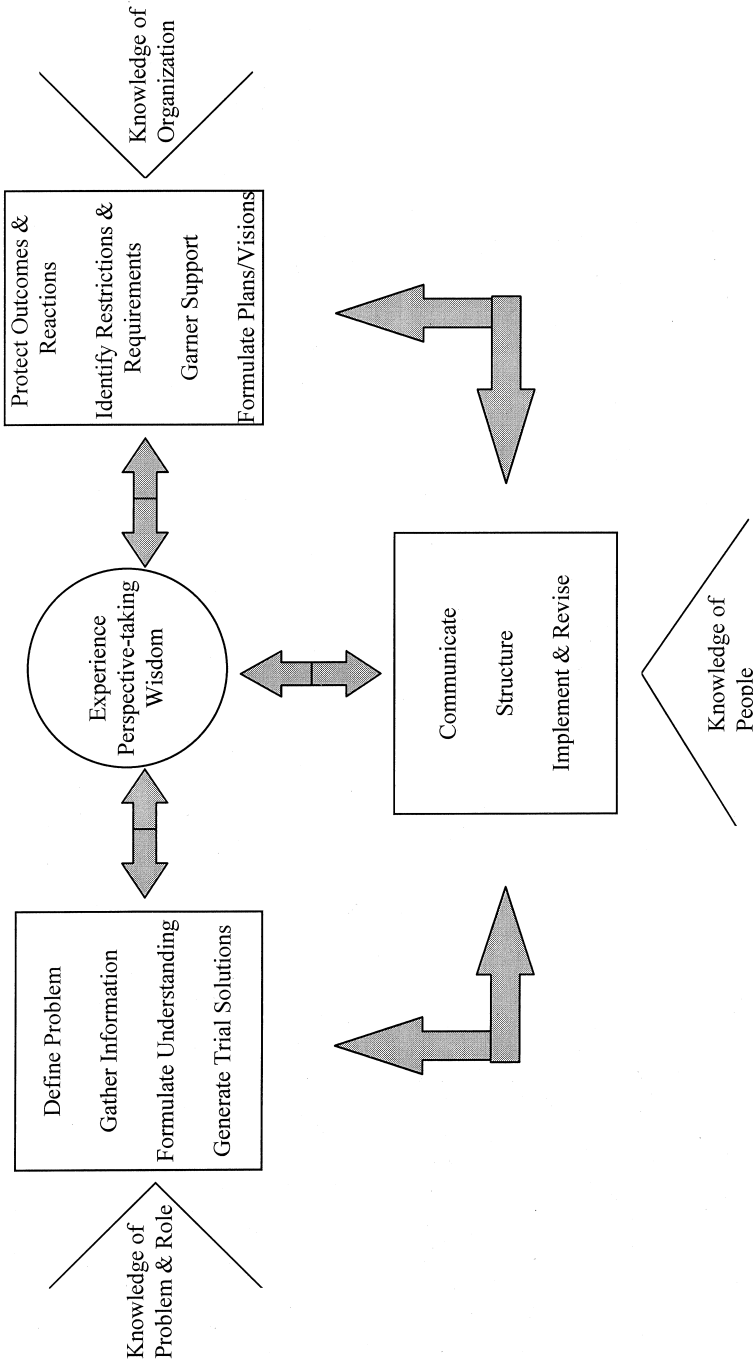 Knowledge of
Problem & Role
Define Problem
Gather Information
Formulate Understanding
Generate Trial Solutions
Experience
Perspective-taking
Wisdom
Protect Outcomes &
Reactions
Identify Restrictions &
Requirements
Garner Support
Formulate Plans/Visions
Knowledge of
Organization
Communicate
Structure
Implement & Revise
Knowledge of
People